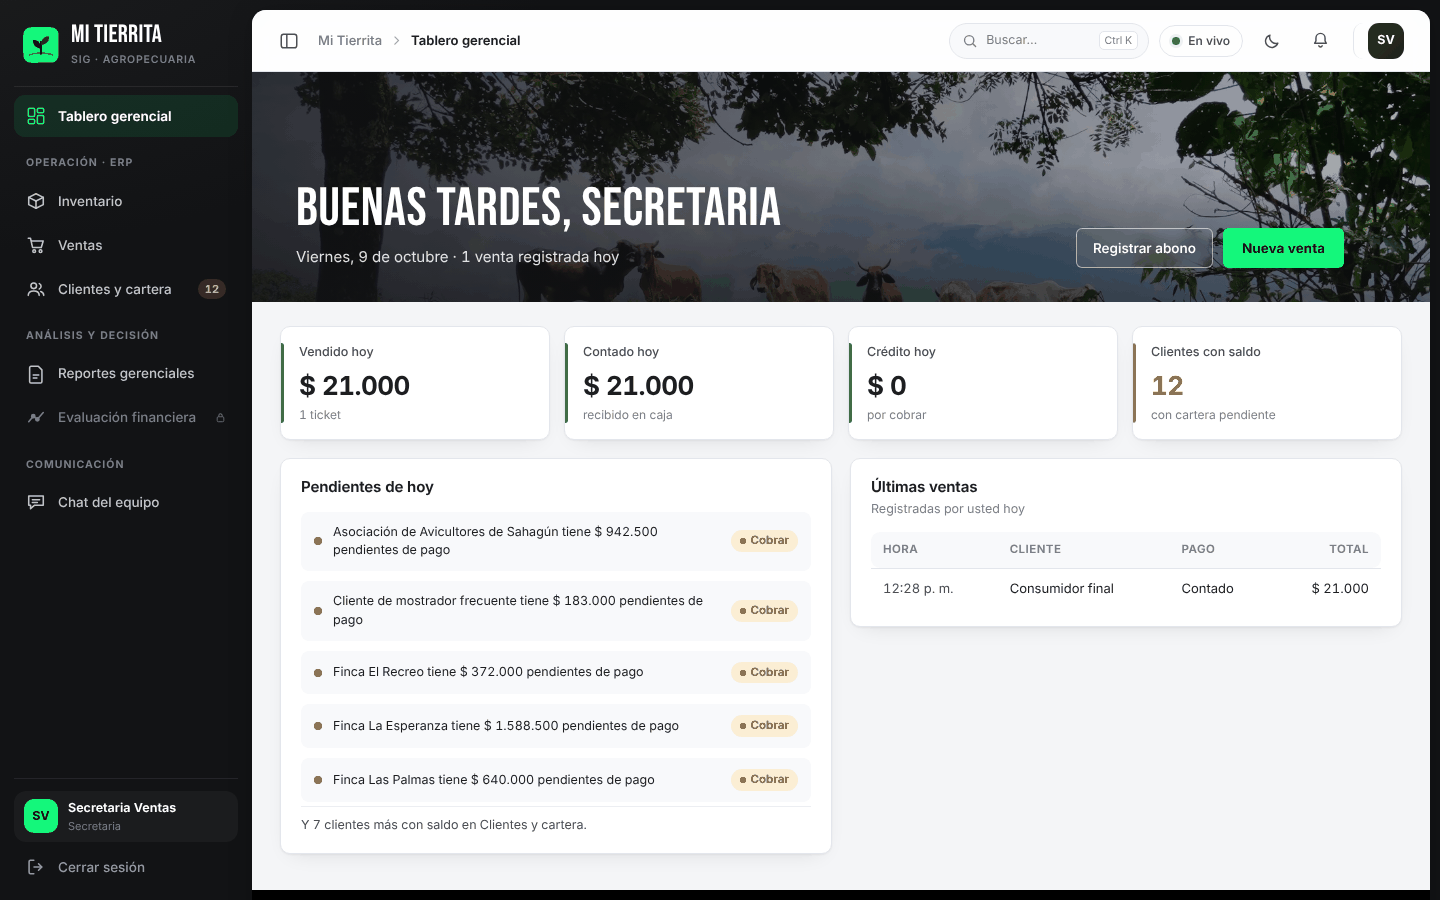 MI TIERRITA
SIG · AGROPECUARIA
Tablero gerencial
OPERACIÓN · ERP
Inventario
Ventas
Clientes y cartera 12
ANÁLISIS Y DECISIÓN
Reportes gerenciales
Evaluación financiera
COMUNICACIÓN
Chat del equipo
SV
Secretaria Ventas
Secretaria
Cerrar sesión
Mi Tierrita > Tablero gerencial
Buscar... Ctrl K
En vivo
SV
BUENAS TARDES, SECRETARIA
Viernes, 9 de octubre · 1 venta registrada hoy
Registrar abono
Nueva venta
Vendido hoy
$ 21.000
1 ticket
Contado hoy
$ 21.000
recibido en caja
Crédito hoy
$ 0
por cobrar
Clientes con saldo
12
con cartera pendiente
Pendientes de hoy
Asociación de Avicultores de Sahagún tiene $ 942.500
pendientes de pago
Cobrar
Cliente de mostrador frecuente tiene $ 183.000 pendientes de
pago
Cobrar
Finca El Recreo tiene $ 372.000 pendientes de pago
Cobrar
Finca La Esperanza tiene $ 1.588.500 pendientes de pago
Cobrar
Finca Las Palmas tiene $ 640.000 pendientes de pago
Cobrar
Y 7 clientes más con saldo en Clientes y cartera.
Últimas ventas
Registradas por usted hoy
HORA CLIENTE PAGO TOTAL
12:28 p. m. Consumidor final Contado $ 21.000